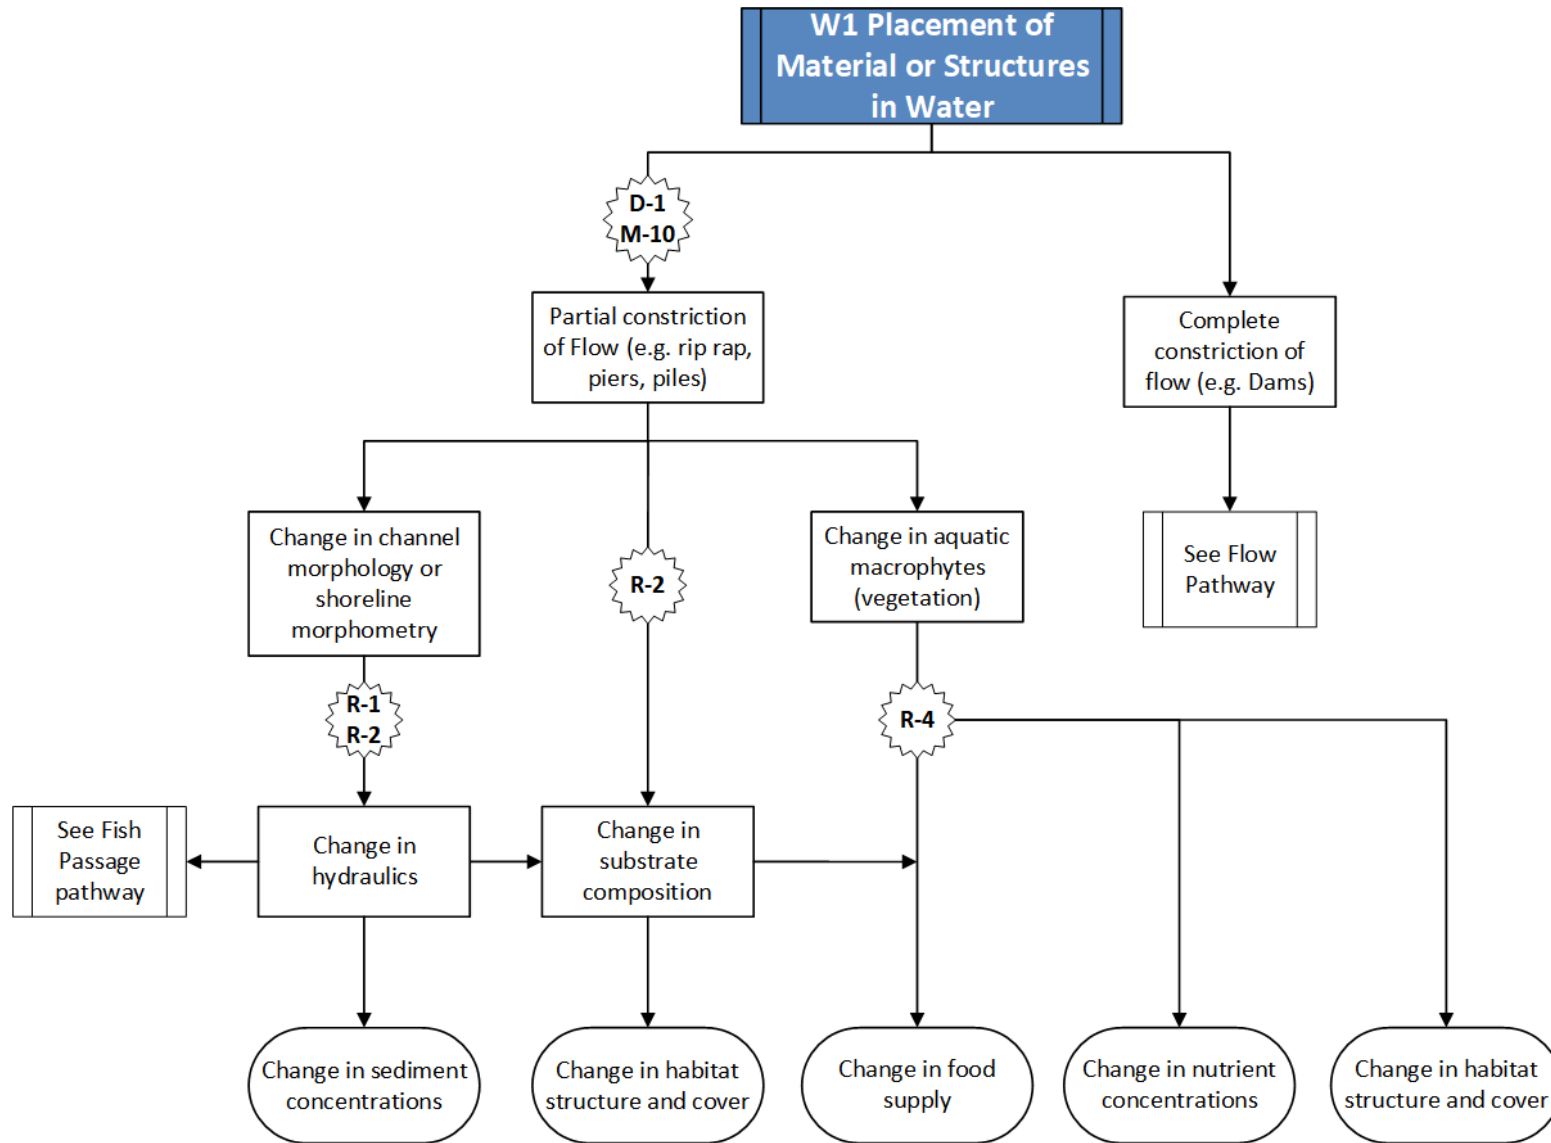 W1 Placement of
Material or Structures
in Water
D-1
M-10
Partial constriction
of Flow (e.g. rip rap,
piers, piles)
Complete
constriction of
flow (e.g. Dams)
Change in channel
morphology or
shoreline
morphometry
R-2
Change in aquatic
macrophytes
(vegetation)
See Flow
Pathway
R-1
R-2
R-4
See Fish
Passage
pathway
Change in
hydraulics
Change in
substrate
composition
Change in sediment
concentrations
Change in habitat
structure and cover
Change in food
supply
Change in nutrient
concentrations
Change in habitat
structure and cover